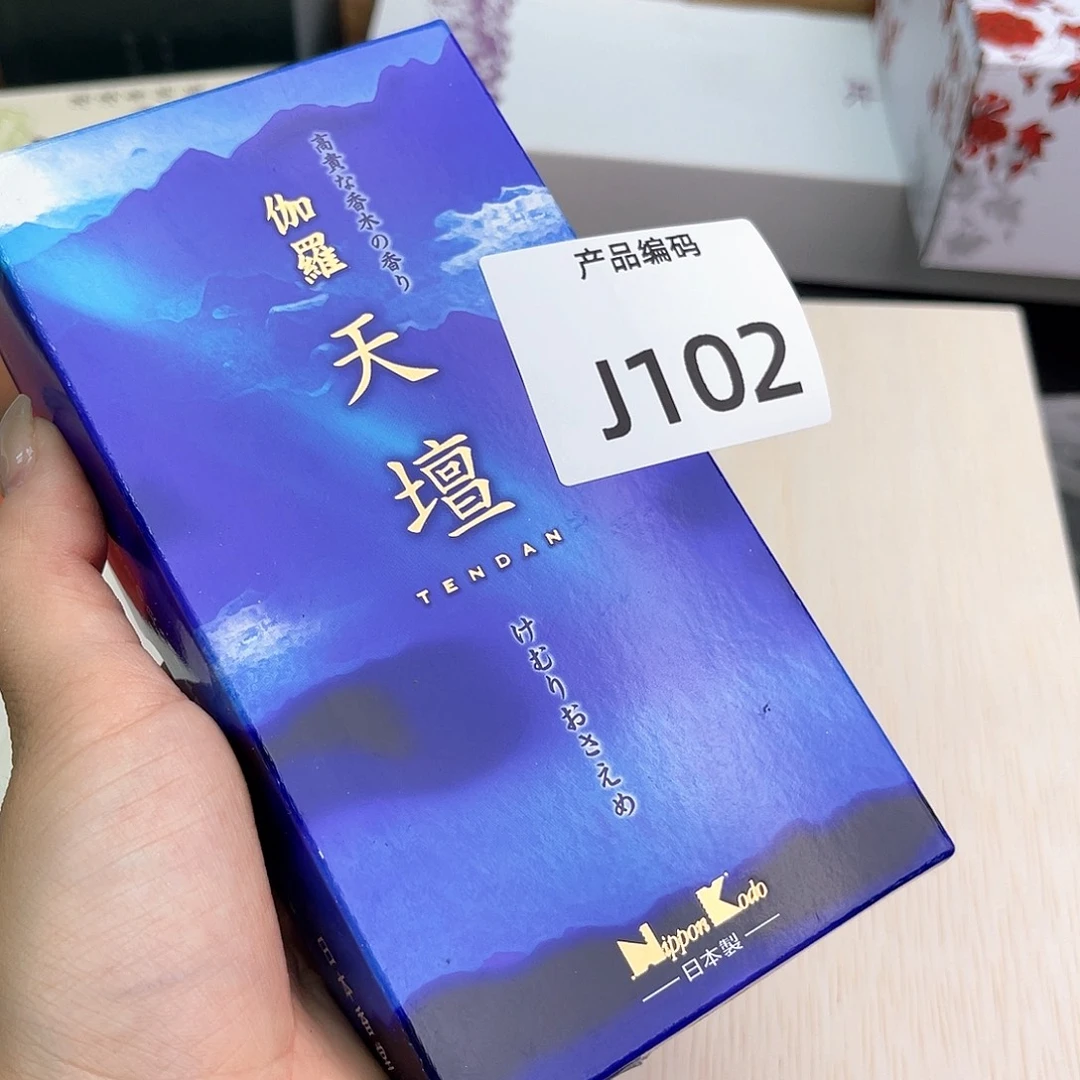 高貴な香木の香り
伽羅
天壇
TENDAN
けむりおさえめ
Nippon Kodo
日本製
产品编码
J102